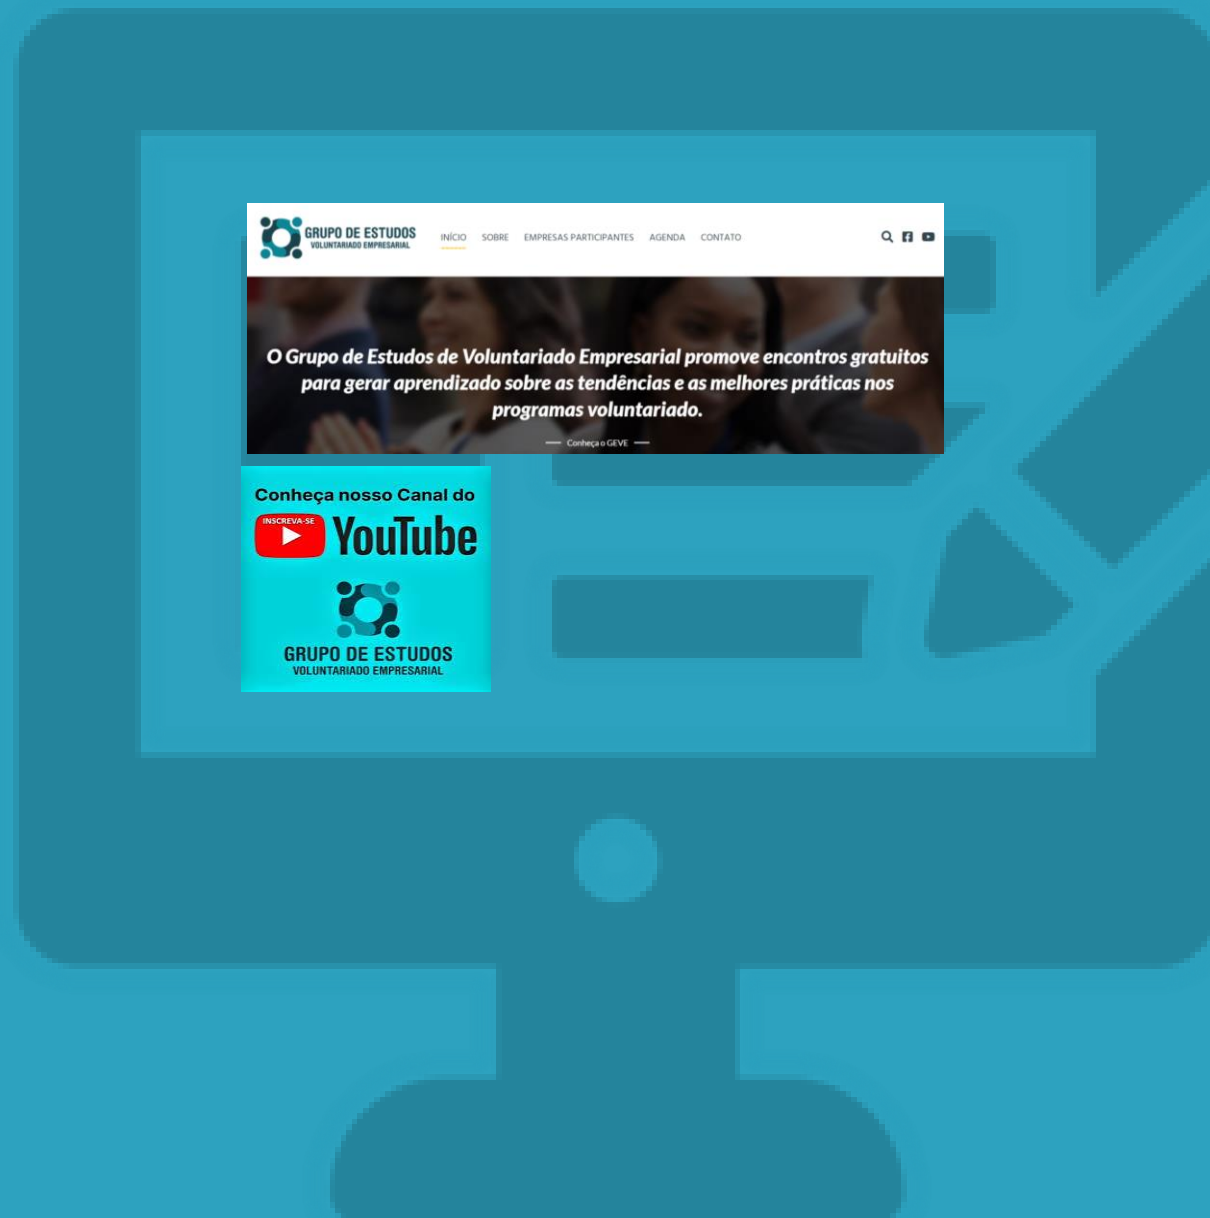 GRUPO DE ESTUDOS
VOLUNTARIADO EMPRESARIAL
INÍCIO SOBRE EMPRESAS PARTICIPANTES AGENDA CONTATO
O Grupo de Estudos de Voluntariado Empresarial promove encontros gratuitos
para gerar aprendizado sobre as tendências e as melhores práticas nos
programas voluntariado.
Conheça o GEVE
Conheça nosso Canal do
INSCREVA-SE
YouTube
GRUPO DE ESTUDOS
VOLUNTARIADO EMPRESARIAL